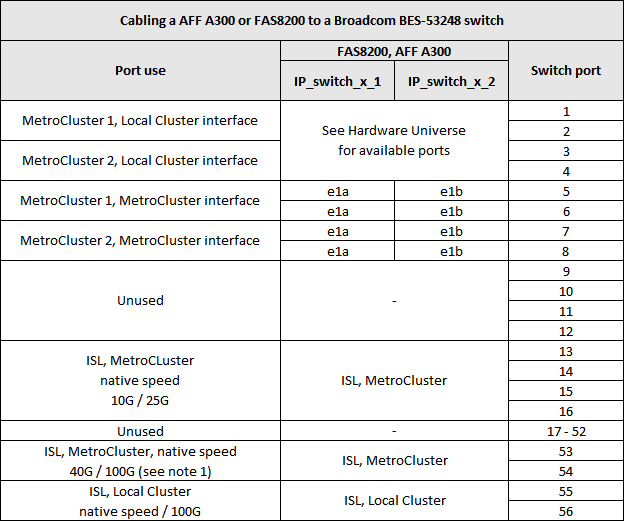 Cabling a AFF A300 or FAS8200 to a Broadcom BES-53248 switch
Port use
FAS8200, AFF A300
Switch port
IP_switch_x_1
IP_switch_x_2
MetroCluster 1, Local Cluster interface
See Hardware Universe
for available ports
1
2
MetroCluster 2, Local Cluster interface
3
4
MetroCluster 1, MetroCluster interface
e1a
e1b
5
e1a
e1b
6
MetroCluster 2, MetroCluster interface
e1a
e1b
7
e1a
e1b
8
Unused
-
9
10
11
12
ISL, MetroCLuster
native speed
10G / 25G
ISL, MetroCluster
13
14
15
16
Unused
-
17 - 52
ISL, MetroCluster, native speed
40G / 100G (see note 1)
ISL, MetroCluster
53
54
ISL, Local Cluster
native speed / 100G
ISL, Local Cluster
55
56